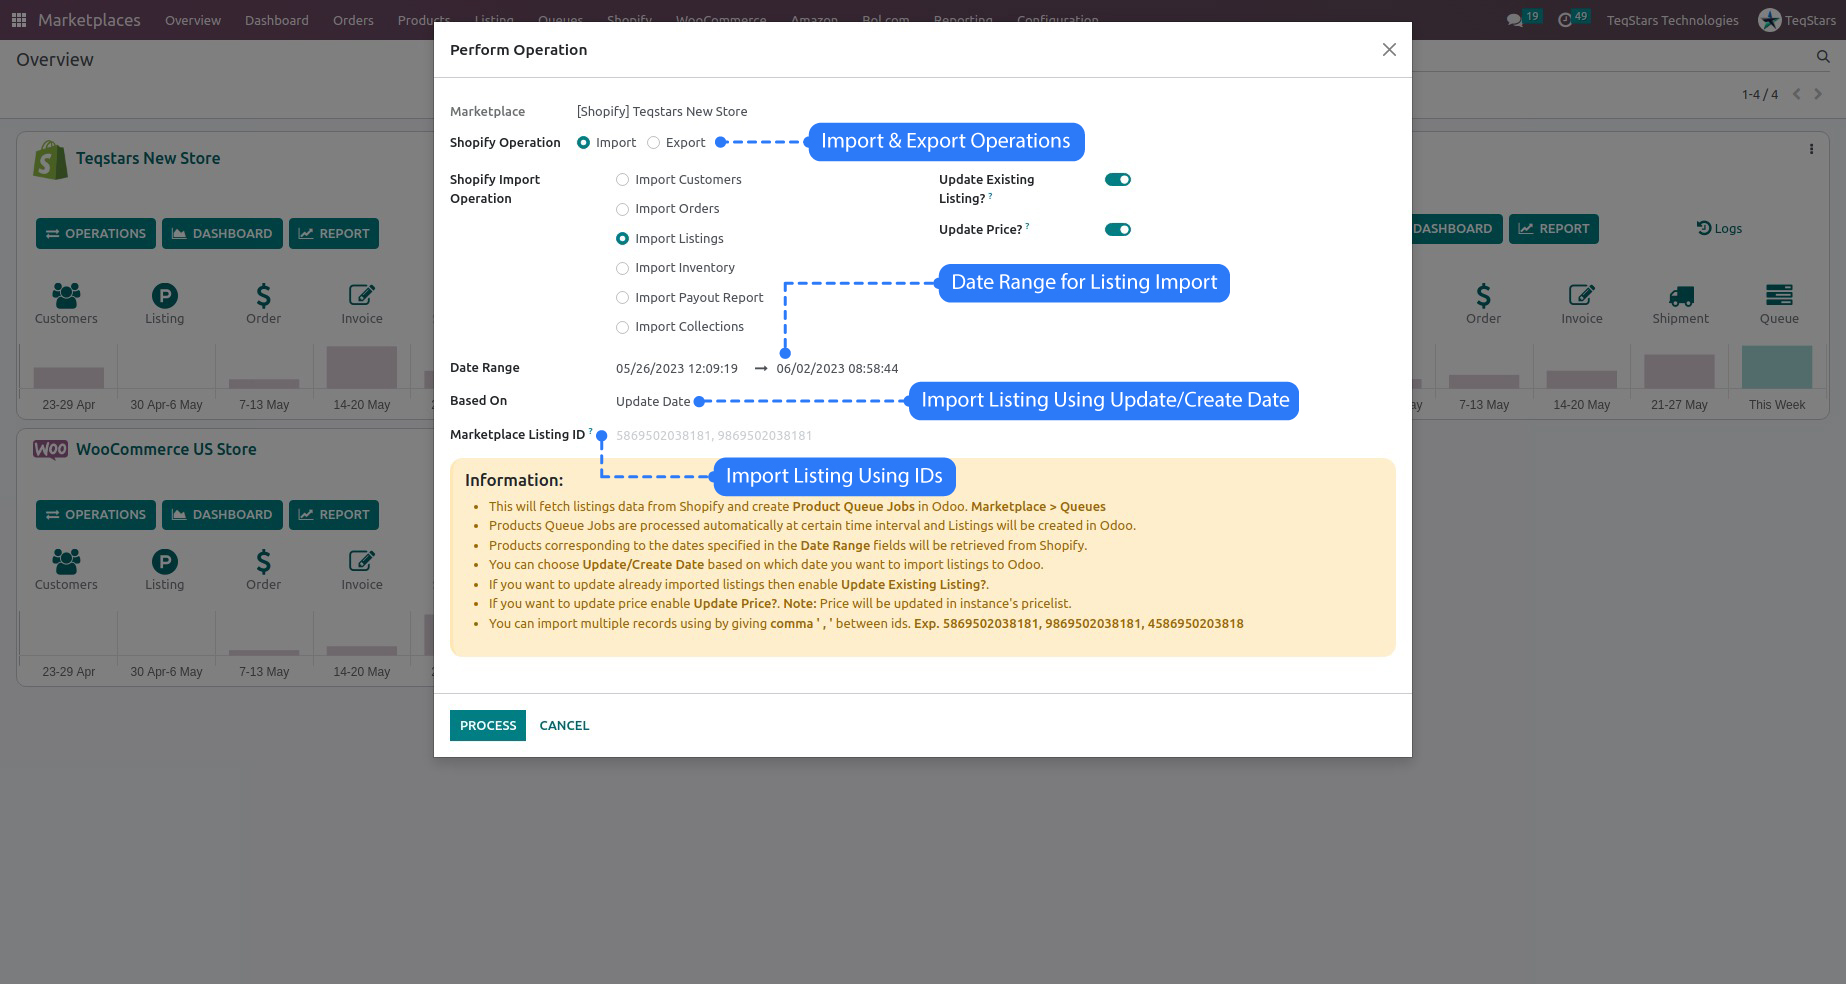 Marketplaces Overview Dashboard Orders Products Listing Queues Shopify WooCommerce Amazon Bol.com Reporting Configuration 19 49 TeqStars Technologies TeqStars
Overview
1-4 / 4
Perform Operation
Marketplace [Shopify] Teqstars New Store
Shopify Operation Import Export
Import & Export Operations
Shopify Import Operation
Import Customers
Import Orders
Import Listings
Import Inventory
Import Payout Report
Import Collections
Update Existing
Listing? ?
Update Price? ?
Date Range for Listing Import
Date Range 05/26/2023 12:09:19 → 06/02/2023 08:58:44
Based On Update Date
Import Listing Using Update/Create Date
Marketplace Listing ID ? 5869502038181, 9869502038181
Import Listing Using IDs
Information:
• This will fetch listings data from Shopify and create Product Queue Jobs in Odoo. Marketplace > Queues
• Products Queue Jobs are processed automatically at certain time interval and Listings will be created in Odoo.
• Products corresponding to the dates specified in the Date Range fields will be retrieved from Shopify.
• You can choose Update/Create Date based on which date you want to import listings to Odoo.
• If you want to update already imported listings then enable Update Existing Listing?.
• If you want to update price enable Update Price?. Note: Price will be updated in instance's pricelist.
• You can import multiple records using by giving comma ' , ' between ids. Exp. 5869502038181, 9869502038181, 4586950203818
PROCESS CANCEL
Teqstars New Store
OPERATIONS DASHBOARD REPORT
Customers Listing Order Invoice
23-29 Apr 30 Apr-6 May 7-13 May 14-20 May
WooCommerce US Store
OPERATIONS DASHBOARD REPORT
Customers Listing Order Invoice
23-29 Apr 30 Apr-6 May 7-13 May 14-20 May
DASHBOARD REPORT Logs
Order Invoice Shipment Queue
7-13 May 14-20 May 21-27 May This Week